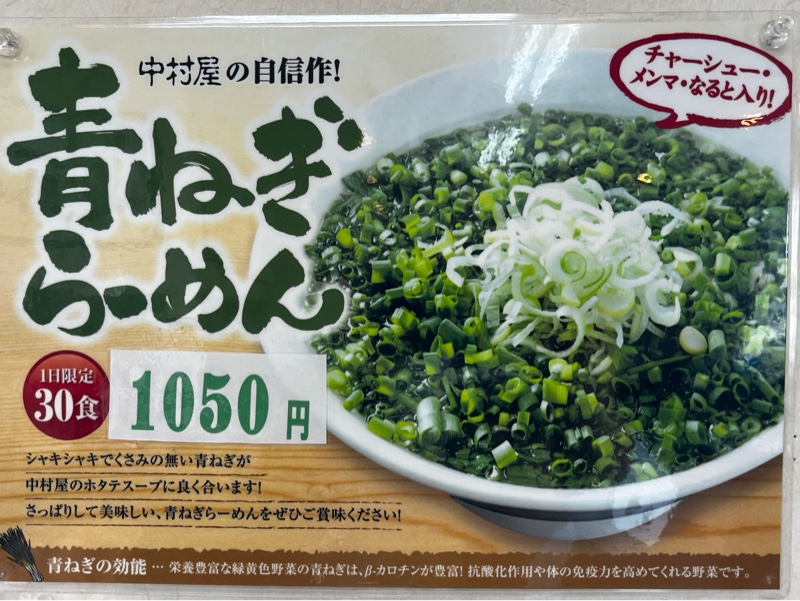 中村屋の自信作!
青ねぎ
らーめん
チャーシュー・
メンマ・なると入り!
1日限定
30食
1050円
シャキシャキでくさみの無い青ねぎが
中村屋のホタテスープに良く合います!
さっぱりして美味しい、青ねぎらーめんをぜひご賞味ください!
青ねぎの効能 … 栄養豊富な緑黄色野菜の青ねぎは、β-カロチンが豊富! 抗酸化作用や体の免疫力を高めてくれる野菜です。